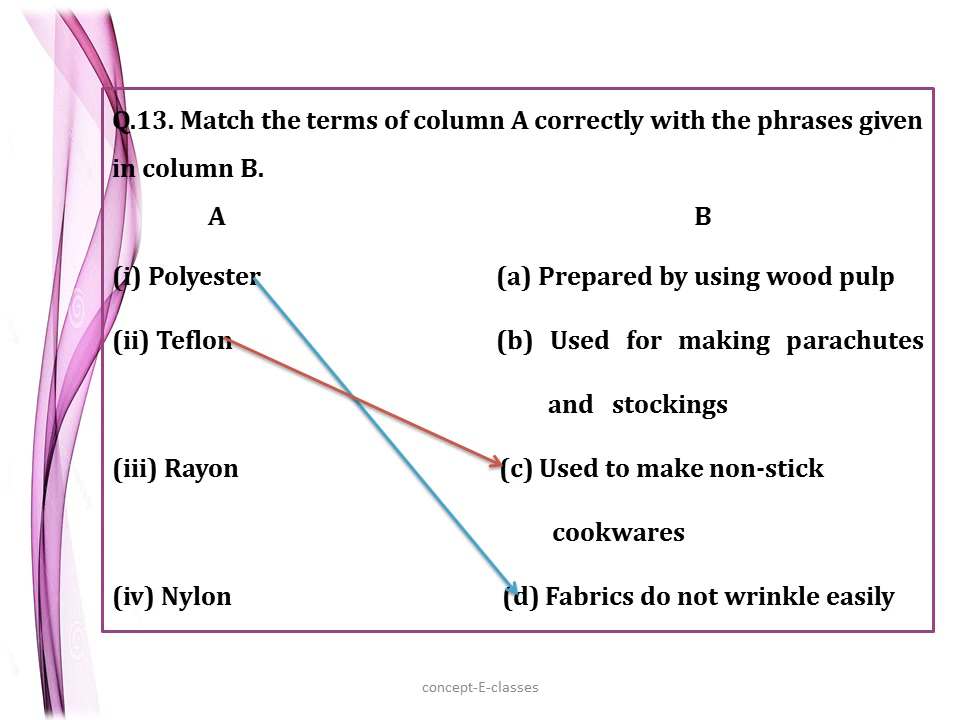 Q.13. Match the terms of column A correctly with the phrases given
in column B.
A B
(i) Polyester (a) Prepared by using wood pulp
(ii) Teflon (b) Used for making parachutes
and stockings
(iii) Rayon (c) Used to make non-stick
cookwares
(iv) Nylon (d) Fabrics do not wrinkle easily
concept-E-classes